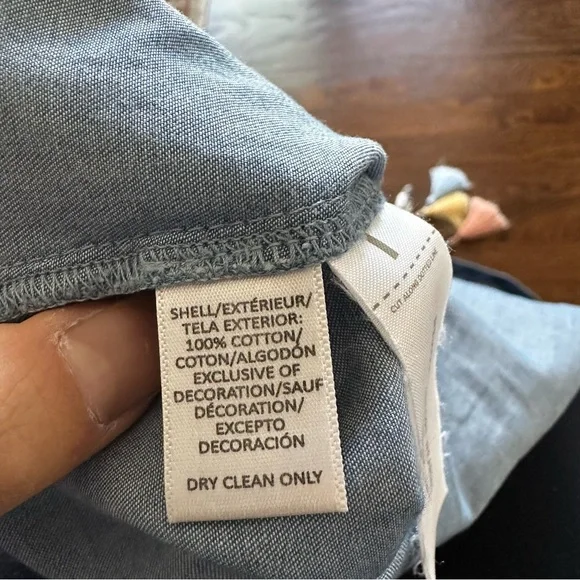 SHELL/EXTÉRIEUR/
TELA EXTERIOR:
100% COTTON/
COTON/ALGODÓN
EXCLUSIVE OF
DECORATION/SAUF
DÉCORATION/
EXCEPTO
DECORACIÓN
DRY CLEAN ONLY
CUT ALONG DOTTED LINE